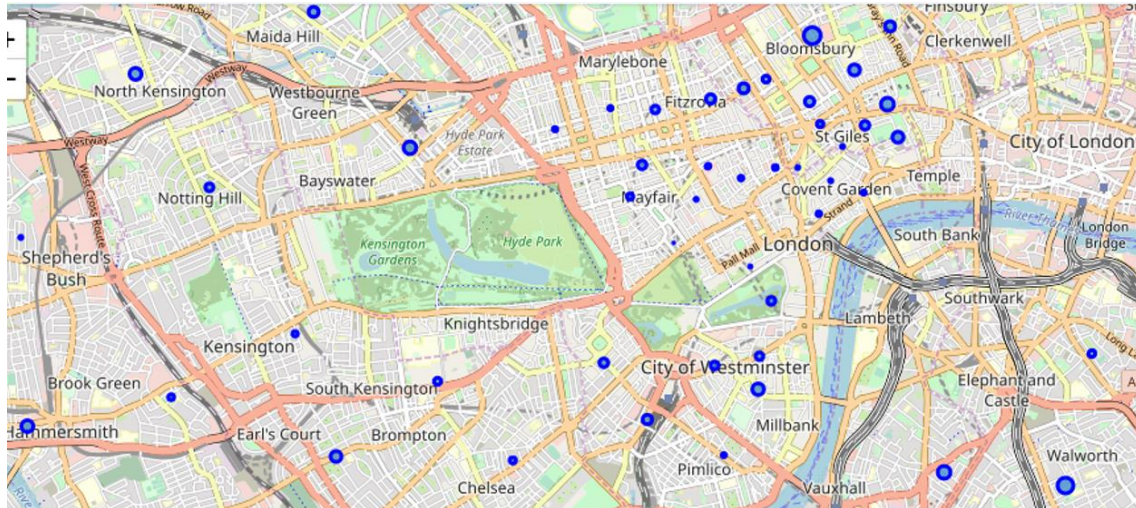 Maida Hill
Finsbury
Bloomsbury
Clerkenwell
Marylebone
North Kensington
Westway
Westbourne
Green
Hyde Park
Estate
St Giles
City of London
Westway
West Cross Route
Bayswater
Notting Hill
Mayfair
Covent Garden
Temple
Strand
River
Kensington
Gardens
Hyde Park
Pall Mall
London
South Bank
London
Bridge
Shepherd's
Bush
Knightsbridge
Southwark
Lambeth
Kensington
City of Westminster
Brook Green
South Kensington
Elephant and
Castle
Hammersmith
Earl's Court
Brompton
Millbank
Pimlico
Walworth
Chelsea
Vauxhall